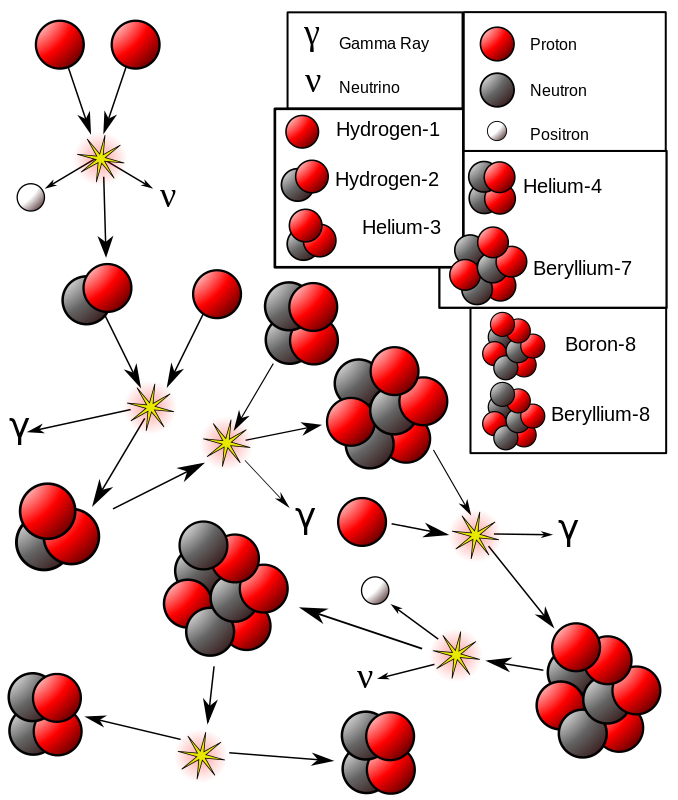 γ Gamma Ray
ν Neutrino
Proton
Neutron
Positron
Hydrogen-1
Hydrogen-2
Helium-3
Helium-4
Beryllium-7
Boron-8
Beryllium-8
ν
γ
γ
γ
ν